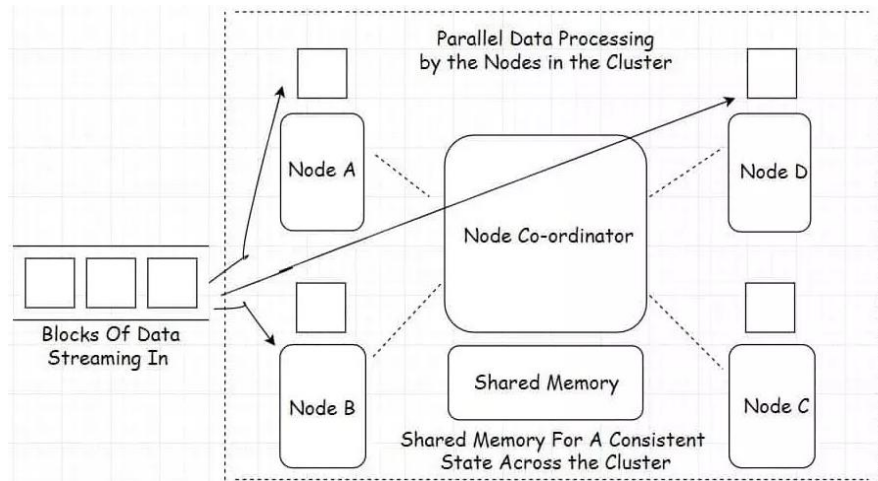 Parallel Data Processing
by the Nodes in the Cluster
Node A
Node D
Node Co-ordinator
Blocks Of Data
Streaming In
Shared Memory
Node B
Node C
Shared Memory For A Consistent
State Across the Cluster